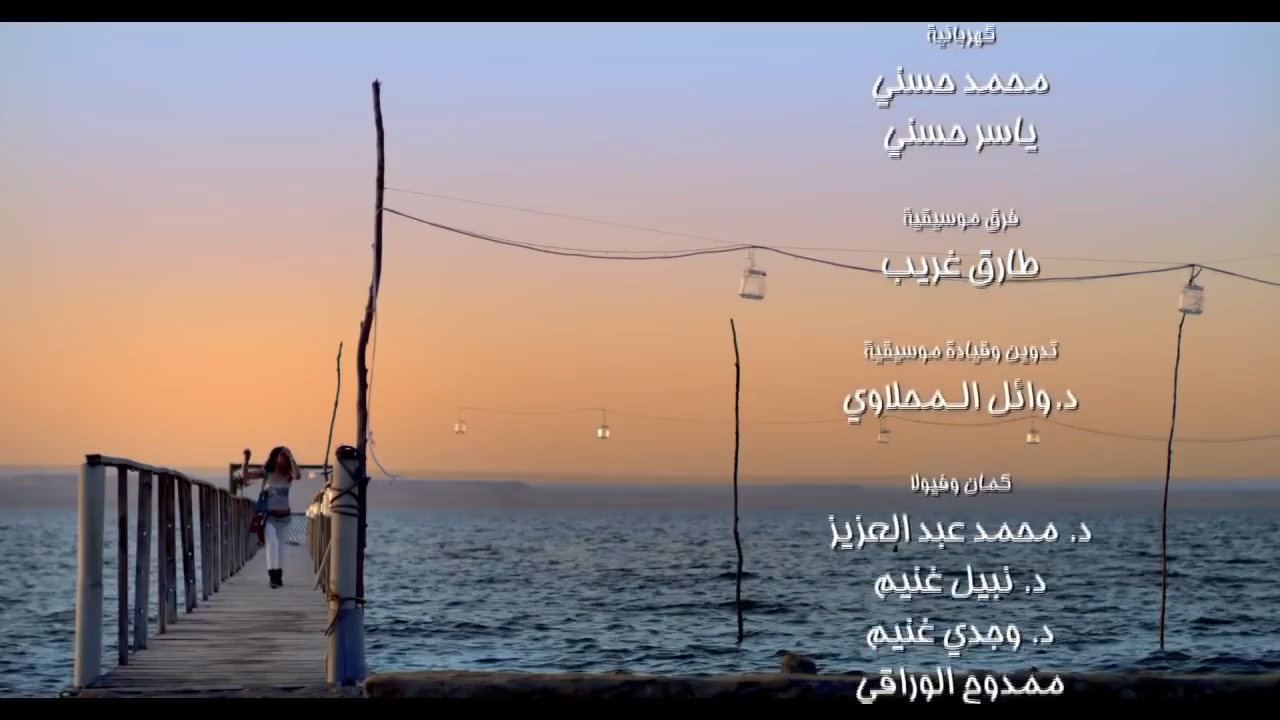 كهربائية
محمد حسني
ياسر حسني
فرق موسيقية
طارق غريب
تدوين وقيادة موسيقية
د. وائل المحلاوي
كمان وفيولا
د. محمد عبد العزيز
د. نبيل غنيم
د. وجدي غنيم
ممدوح الوراقي